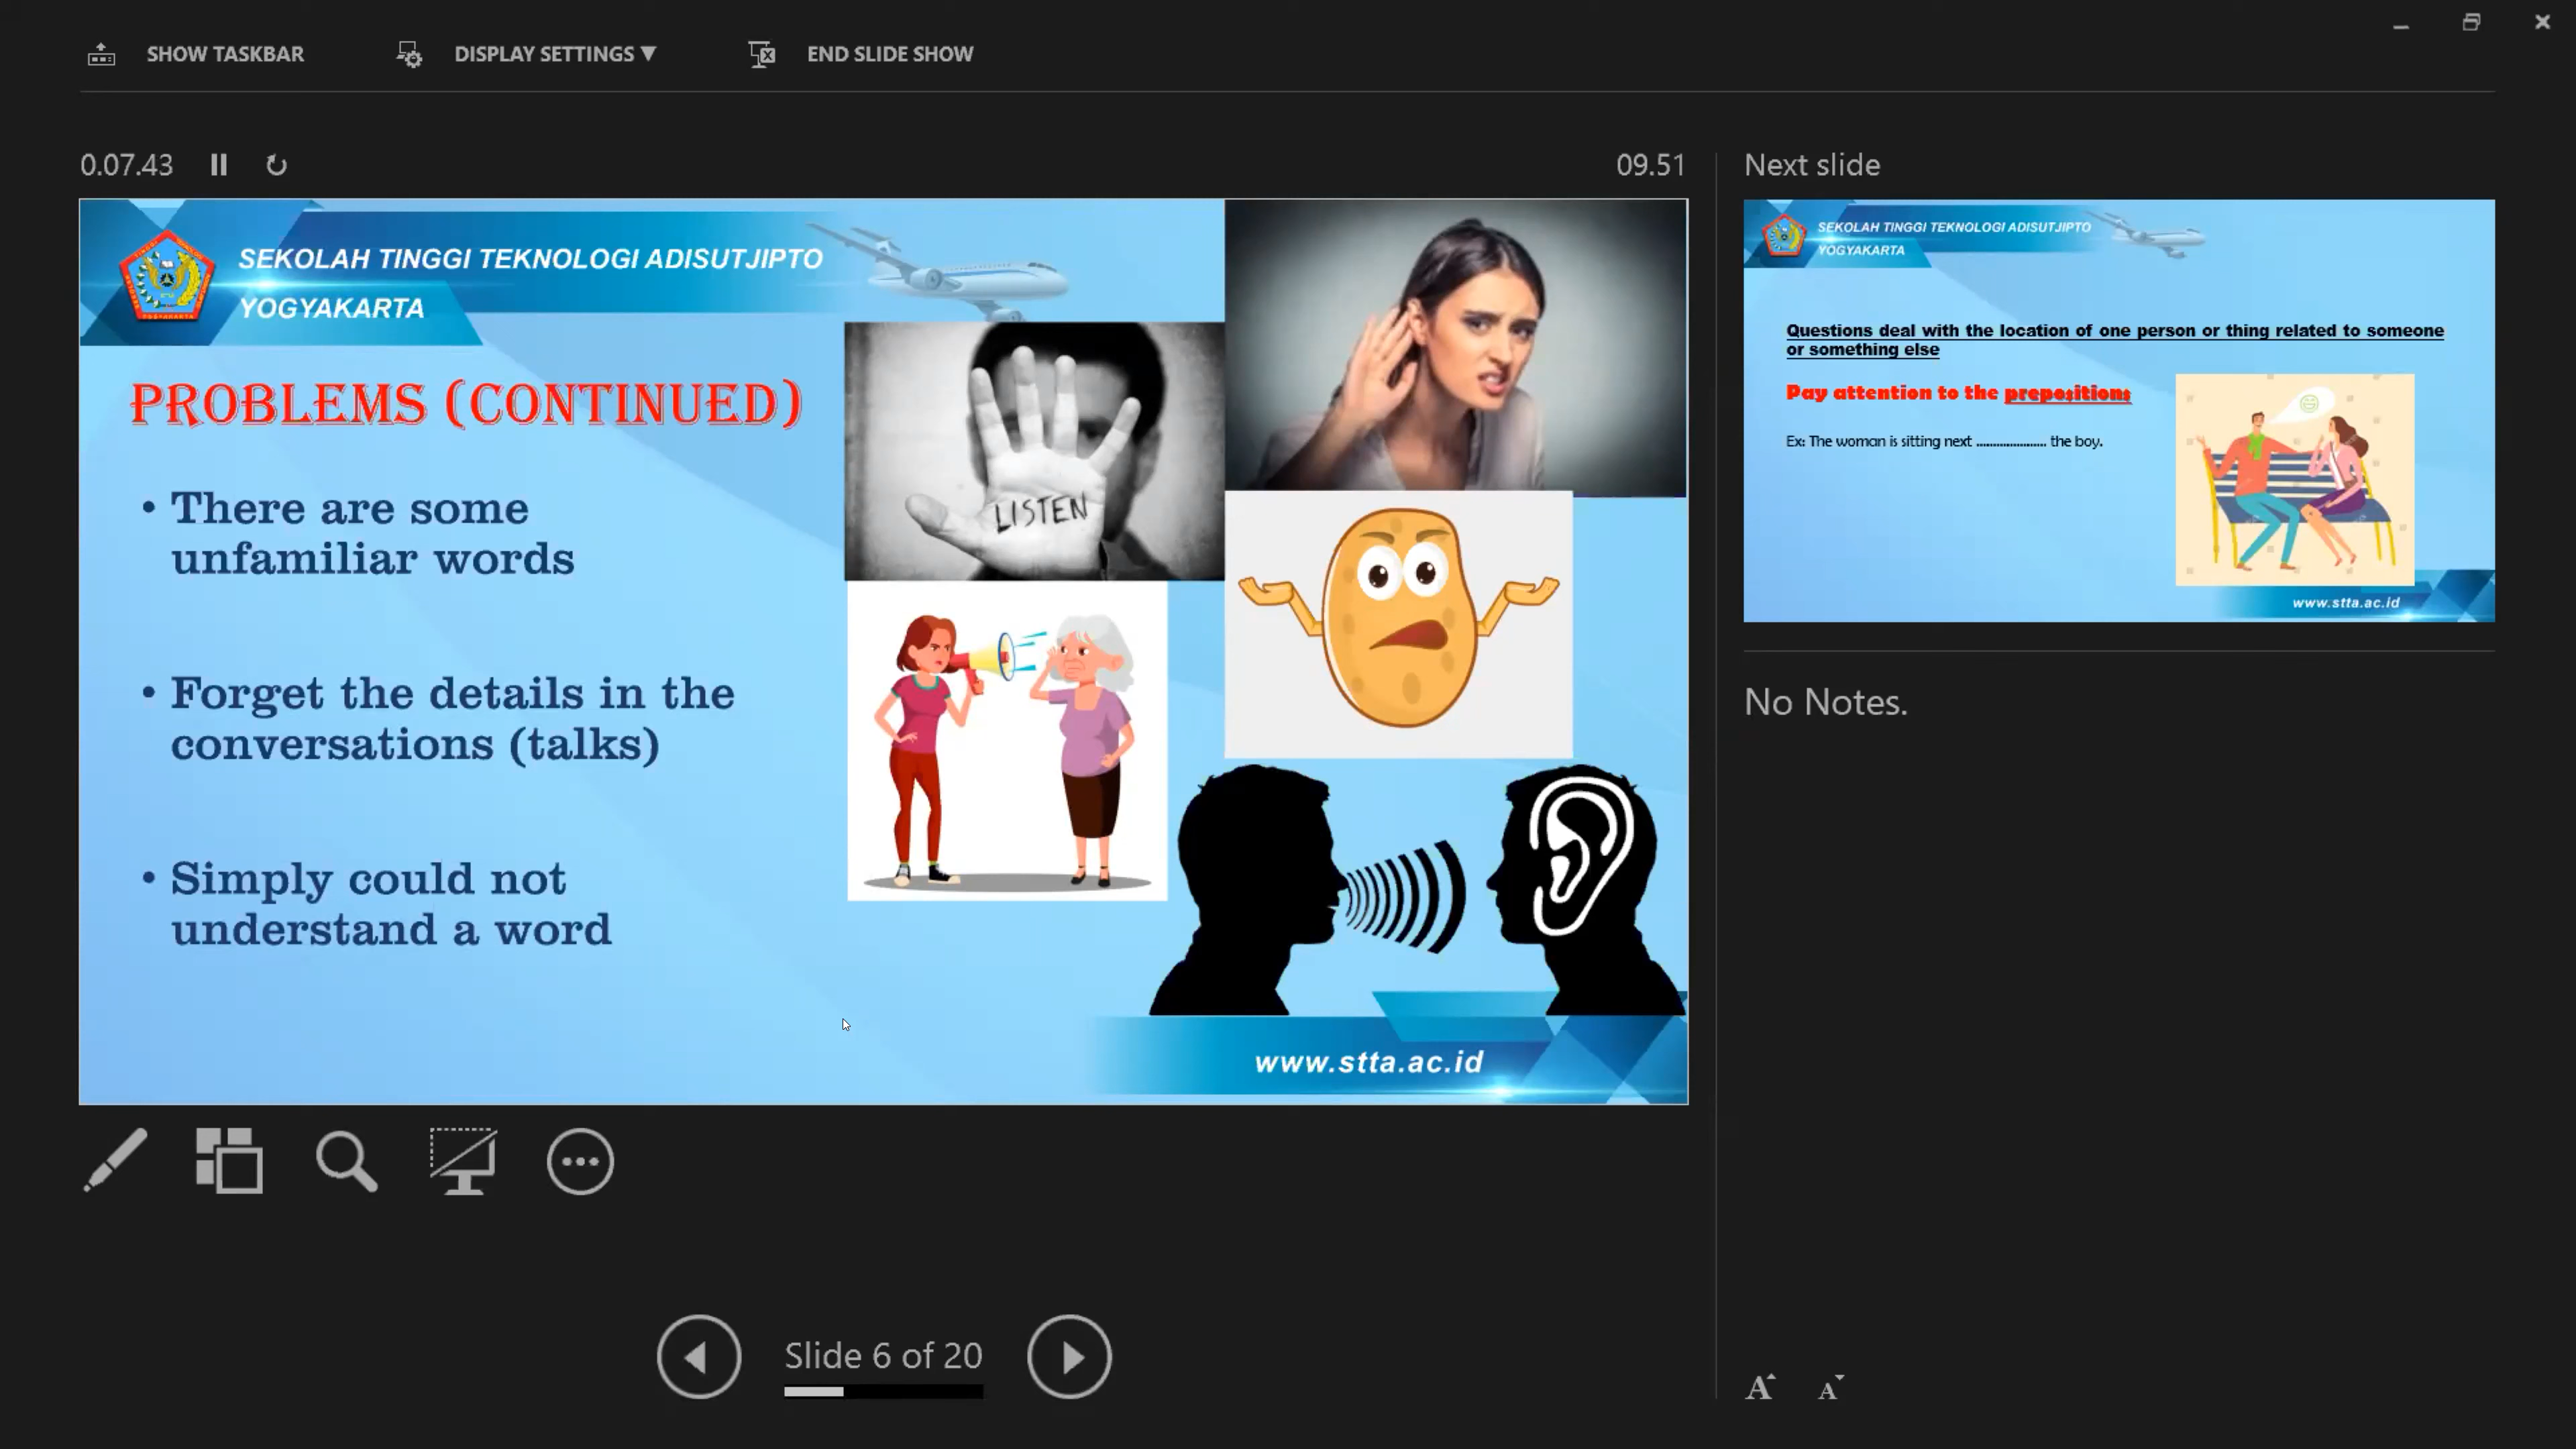 SHOW TASKBAR
DISPLAY SETTINGS ▼
END SLIDE SHOW
0.07.43
09.51
SEKOLAH TINGGI TEKNOLOGI ADISUTJIPTO
YOGYAKARTA
PROBLEMS (CONTINUED)
• There are some
unfamiliar words
• Forget the details in the
conversations (talks)
• Simply could not
understand a word
LISTEN
www.stta.ac.id
Next slide
SEKOLAH TINGGI TEKNOLOGI ADISUTJIPTO
YOGYAKARTA
Questions deal with the location of one person or thing related to someone
or something else
Pay attention to the prepositions
Ex: The woman is sitting next ..................... the boy.
www.stta.ac.id
No Notes.
Slide 6 of 20
A
A